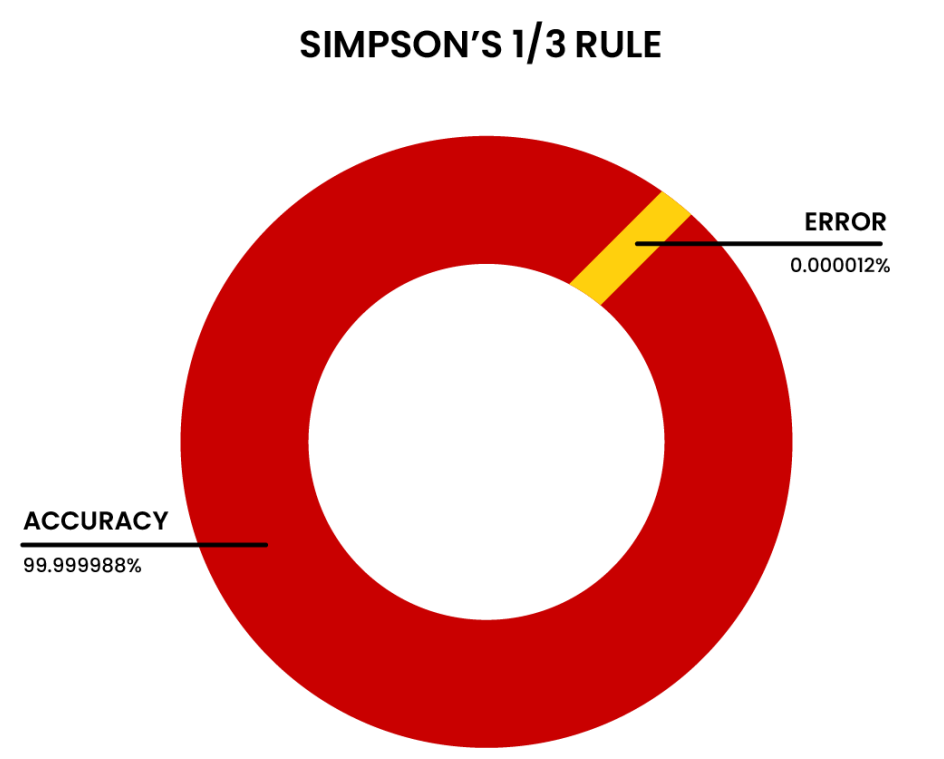 SIMPSON’S 1/3 RULE
ERROR
0.000012%
ACCURACY
99.999988%